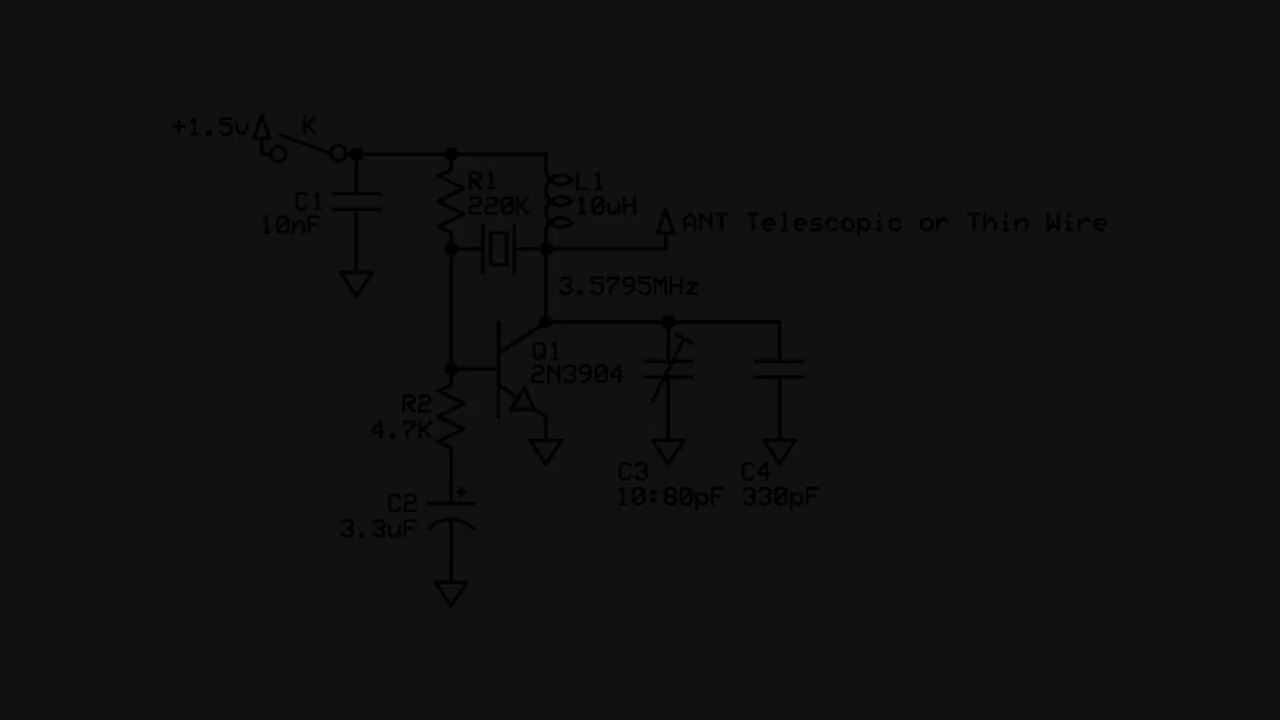 +1.5v K
R1
220K
L1
10uH
C1
10nF
ANT Telescopic or Thin Wire
3.5795MHz
Q1
2N3904
R2
4.7K
C3
10:80pF
C4
330pF
+
C2
3.3uF